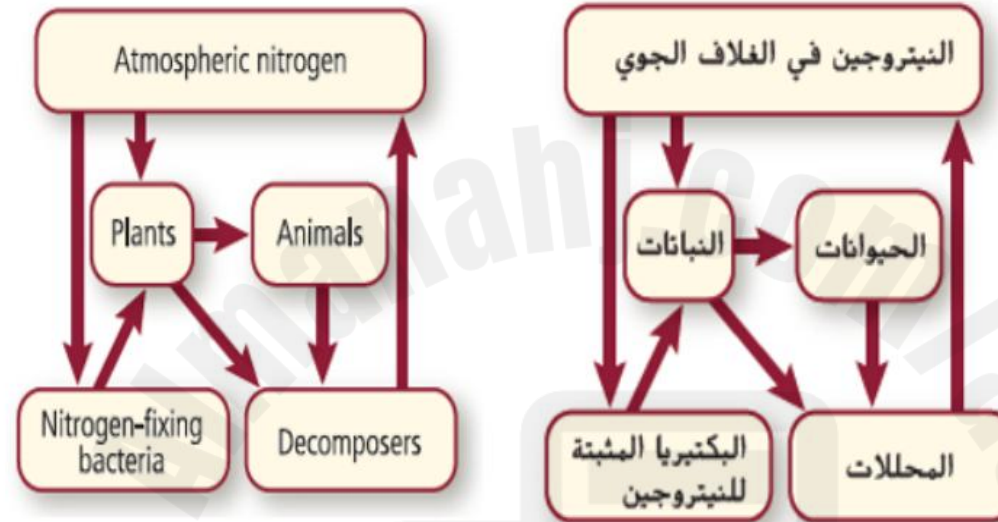 Atmospheric nitrogen
Plants
Animals
Nitrogen-fixing
bacteria
Decomposers
النيتروجين في الغلاف الجوي
النباتات
الحيوانات
البكتيريا المثبتة
للنيتروجين
المحللات